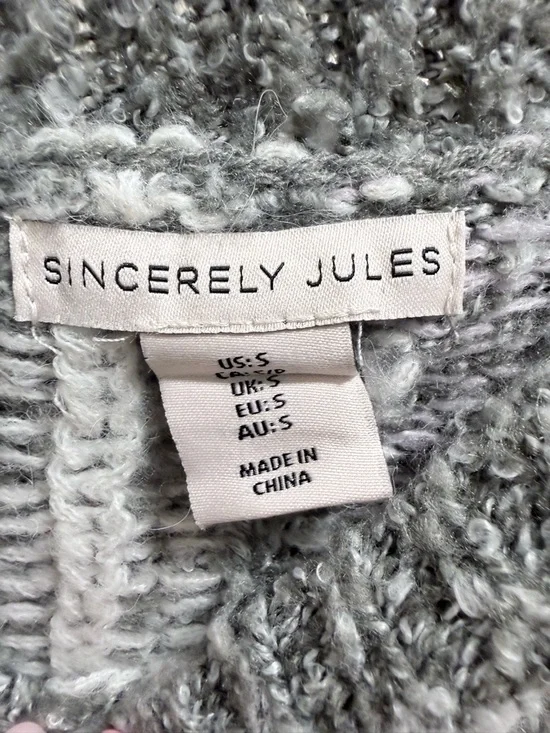 SINCERELY JULES
US: S
UK: S
EU: S
AU: S
MADE IN
CHINA